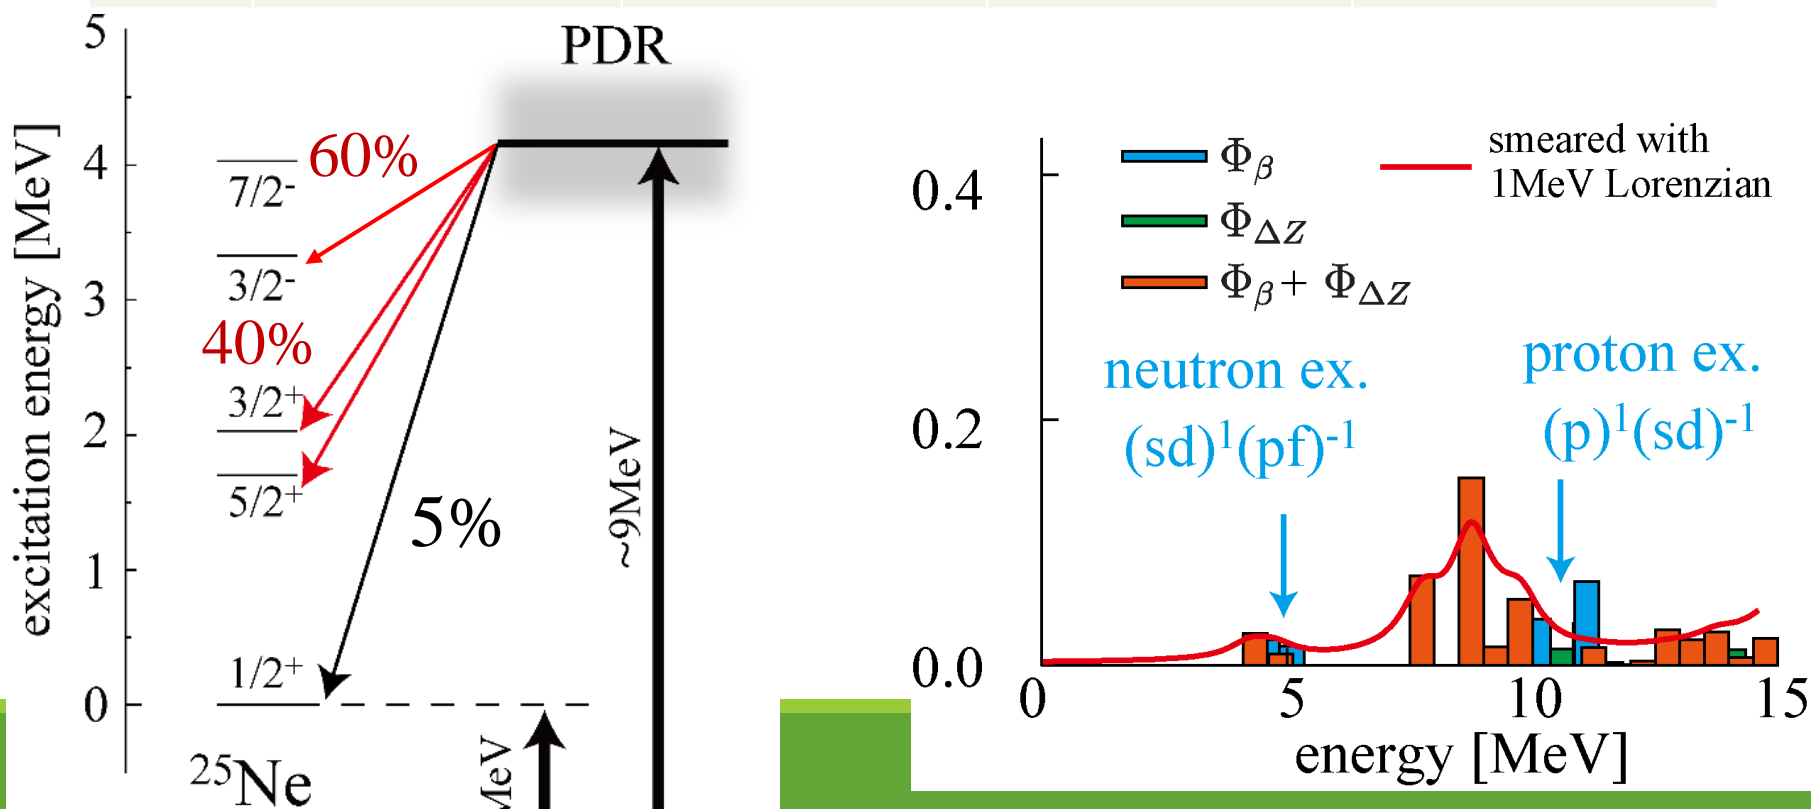 PDR
excitation energy [MeV]
5
4
3
2
1
0
60%
7/2-
3/2-
40%
3/2+
5/2+
5%
1/2+
~9MeV
MeV
²⁵Ne
0.4
0.2
0.0
Φβ
ΦΔZ
Φβ + ΦΔZ
smeared with
1MeV Lorenzian
neutron ex.
(sd)¹(pf)⁻¹
proton ex.
(p)¹(sd)⁻¹
0 5 10 15
energy [MeV]